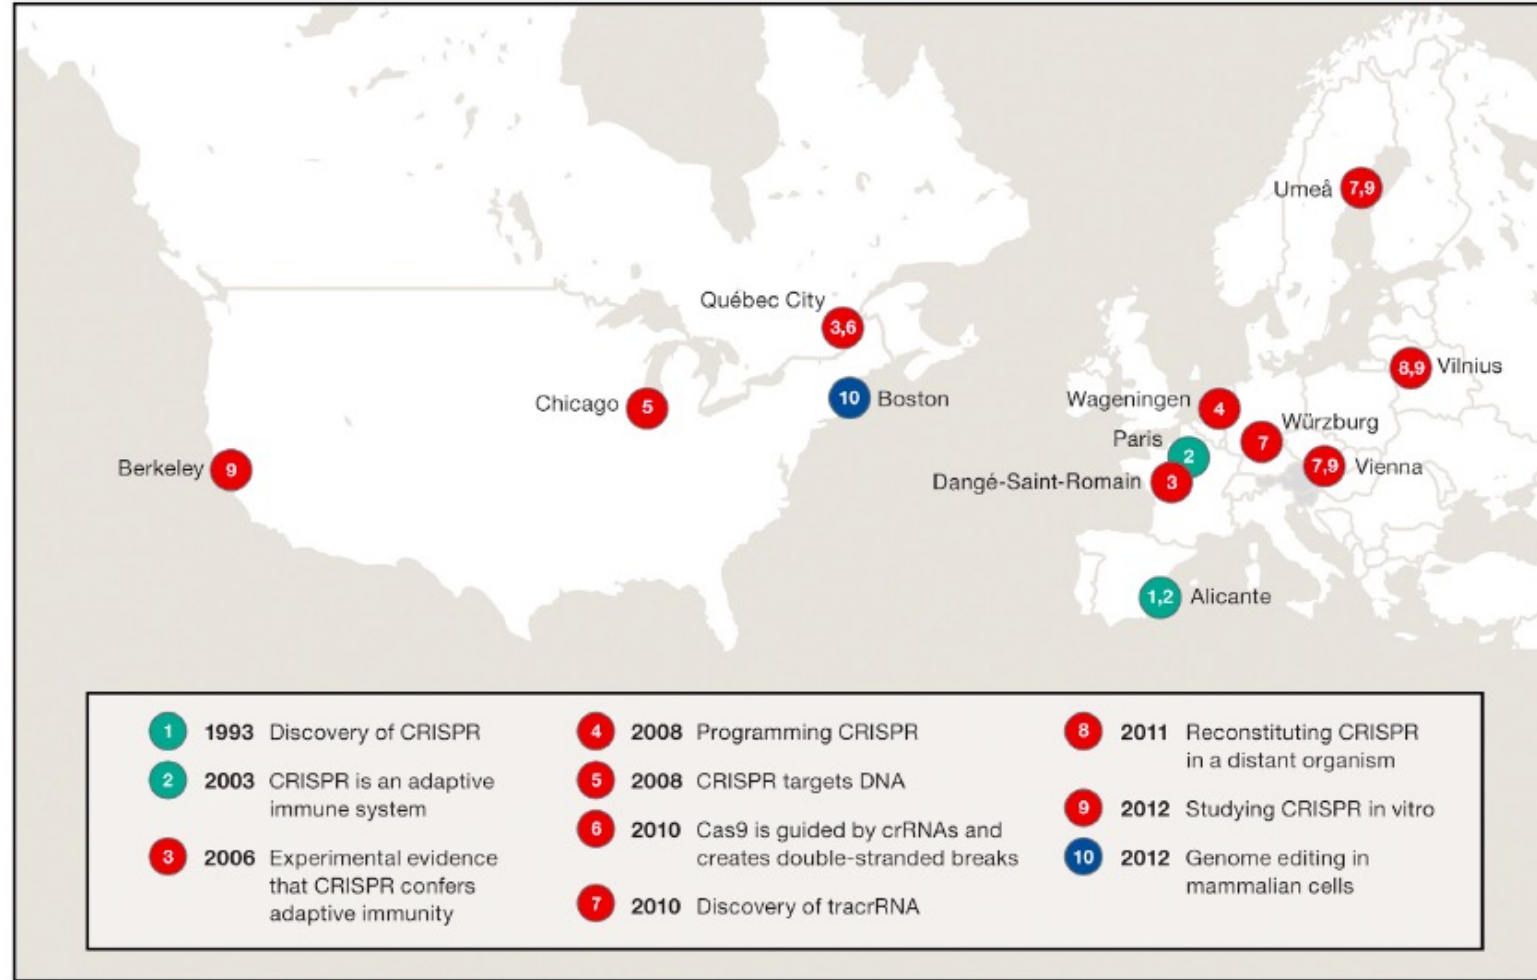 Umeå 7,9
Québec City
3,6
8,9 Vilnius
Chicago 5
10 Boston
Wageningen 4
Würzburg
7
Paris
2
Berkeley 9
7,9 Vienna
Dangé-Saint-Romain 3
1,2 Alicante
1 1993 Discovery of CRISPR
2 2003 CRISPR is an adaptive
immune system
3 2006 Experimental evidence
that CRISPR confers
adaptive immunity
4 2008 Programming CRISPR
5 2008 CRISPR targets DNA
6 2010 Cas9 is guided by crRNAs and
creates double-stranded breaks
7 2010 Discovery of tracrRNA
8 2011 Reconstituting CRISPR
in a distant organism
9 2012 Studying CRISPR in vitro
10 2012 Genome editing in
mammalian cells